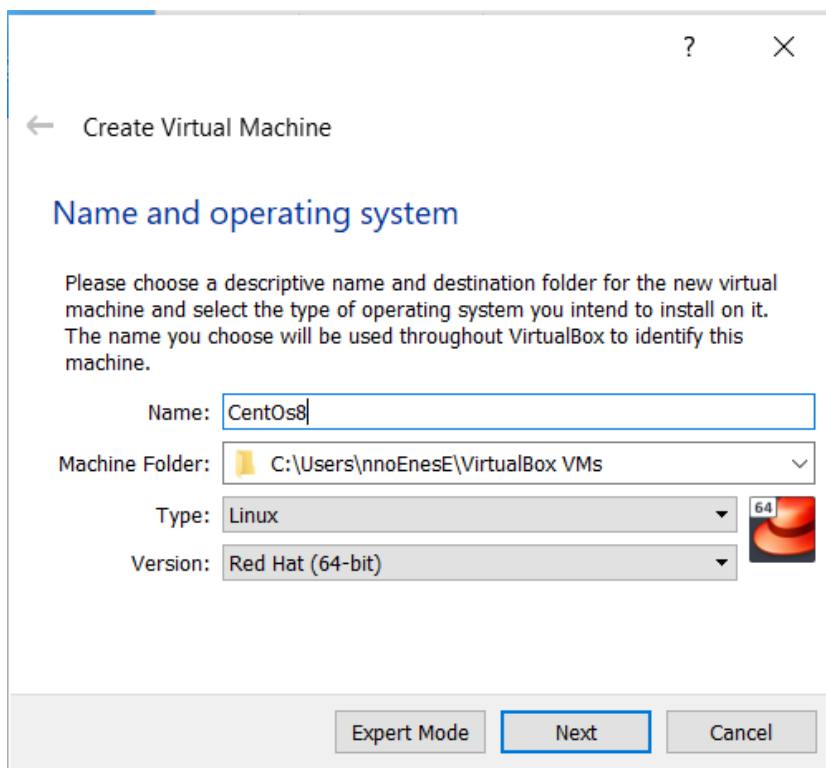 ?
Create Virtual Machine
Name and operating system
Please choose a descriptive name and destination folder for the new virtual
machine and select the type of operating system you intend to install on it.
The name you choose will be used throughout VirtualBox to identify this
machine.
Name: CentOs8
Machine Folder: C:\Users\nnoEnesE\VirtualBox VMs
Type: Linux
64
Version: Red Hat (64-bit)
Expert Mode Next Cancel